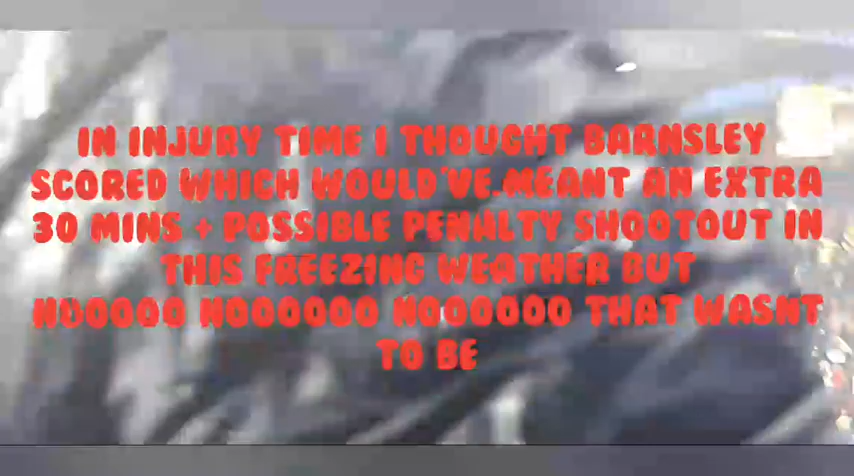 IN INJURY TIME I THOUGHT BARNSLEY
SCORED WHICH WOULD'VE MEANT AN EXTRA
30 MINS + POSSIBLE PENALTY SHOOTOUT IN
THIS FREEZING WEATHER BUT
NOOOOO NOOOOOO NOOOOOO THAT WASNT
TO BE